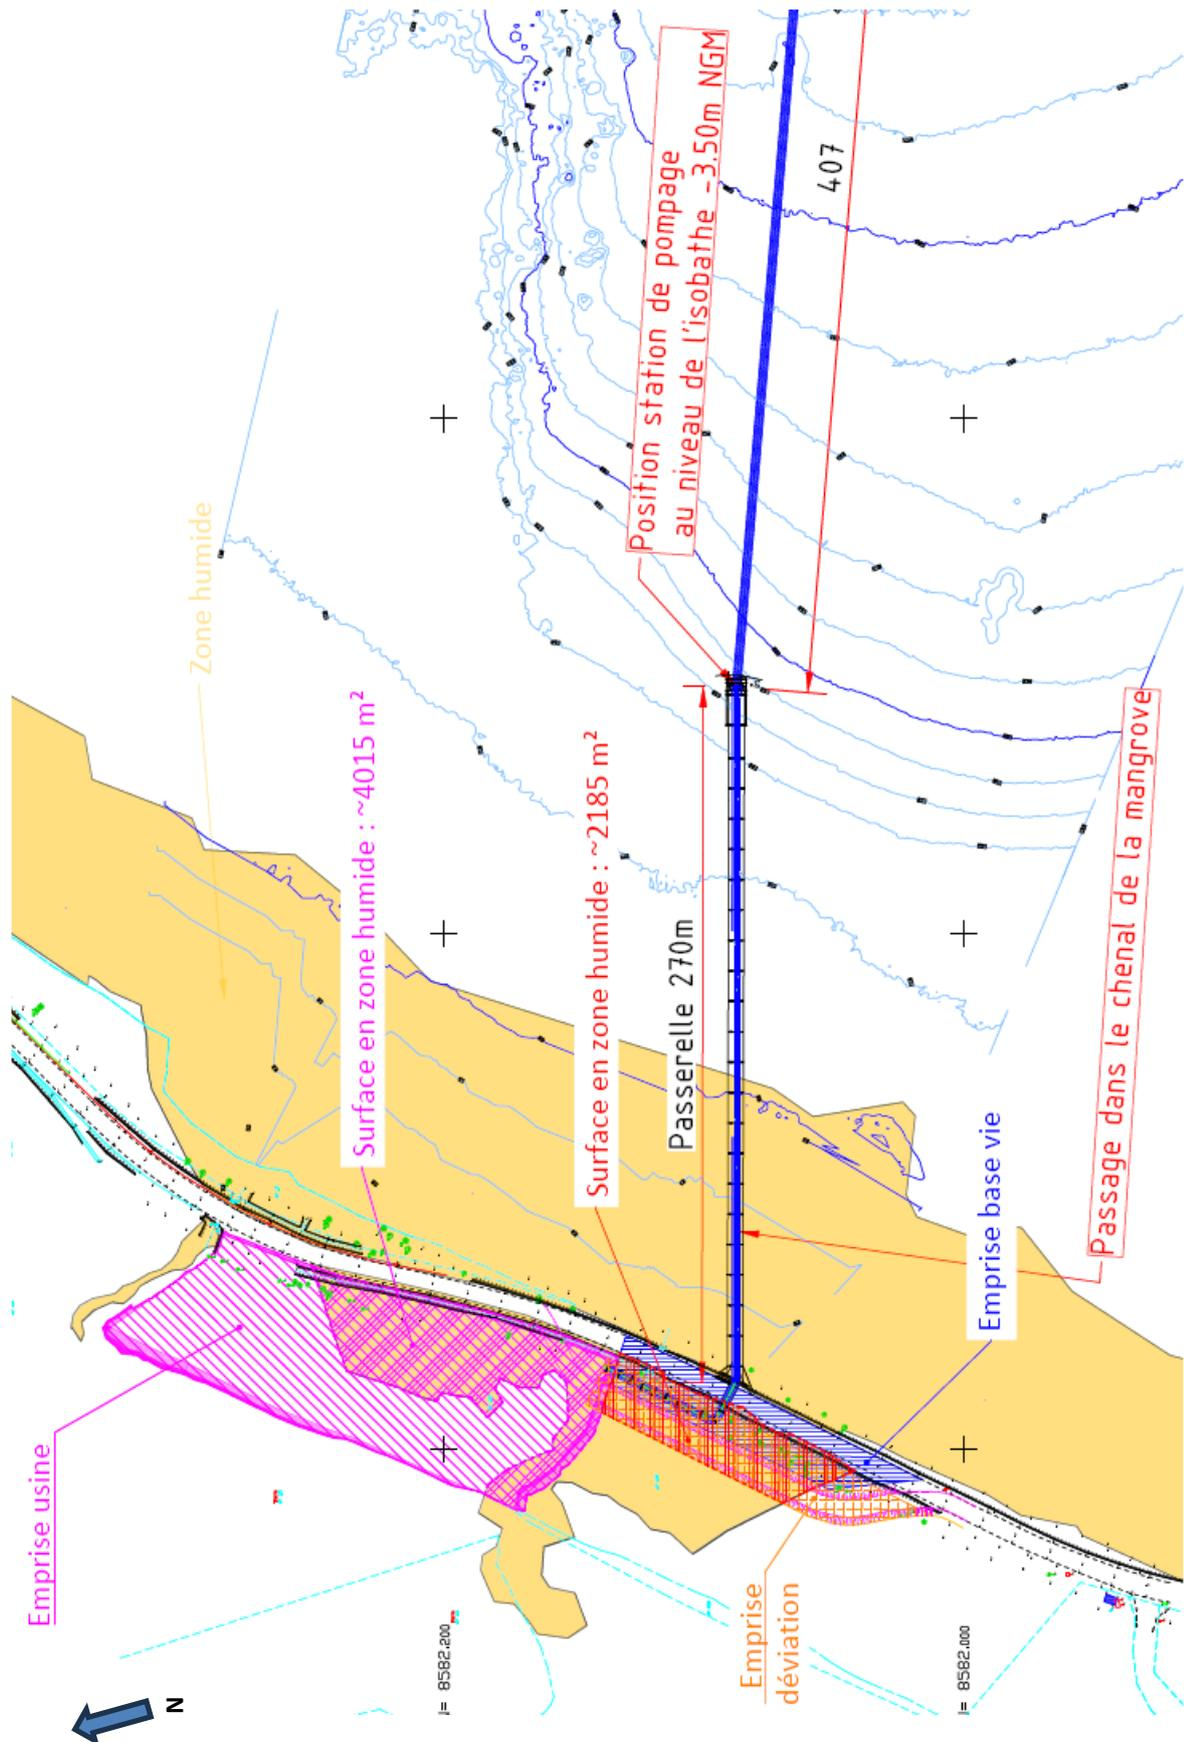 Position station de pompage
au niveau de l'isobathe -3.50m NGM
407
Zone humide
Surface en zone humide : ~4015 m²
Surface en zone humide : ~2185 m²
Passerelle 270m
Passage dans le chenal de la mangrove
Emprise base vie
Emprise usine
Emprise
déviation
N
= 8582.200
= 8582.000